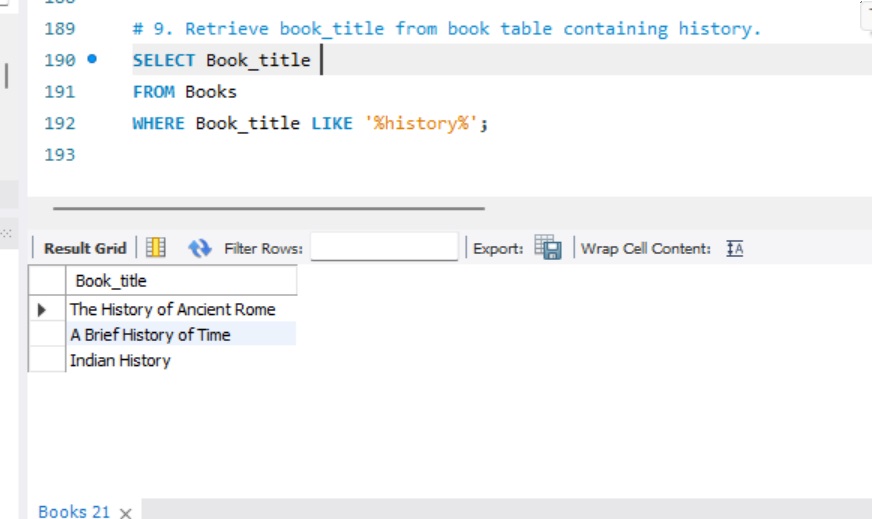 189 # 9. Retrieve book_title from book table containing history.
190 SELECT Book_title
191 FROM Books
192 WHERE Book_title LIKE '%history%';
193
Result Grid Filter Rows: Export: Wrap Cell Content:
Book_title
The History of Ancient Rome
A Brief History of Time
Indian History
Books 21